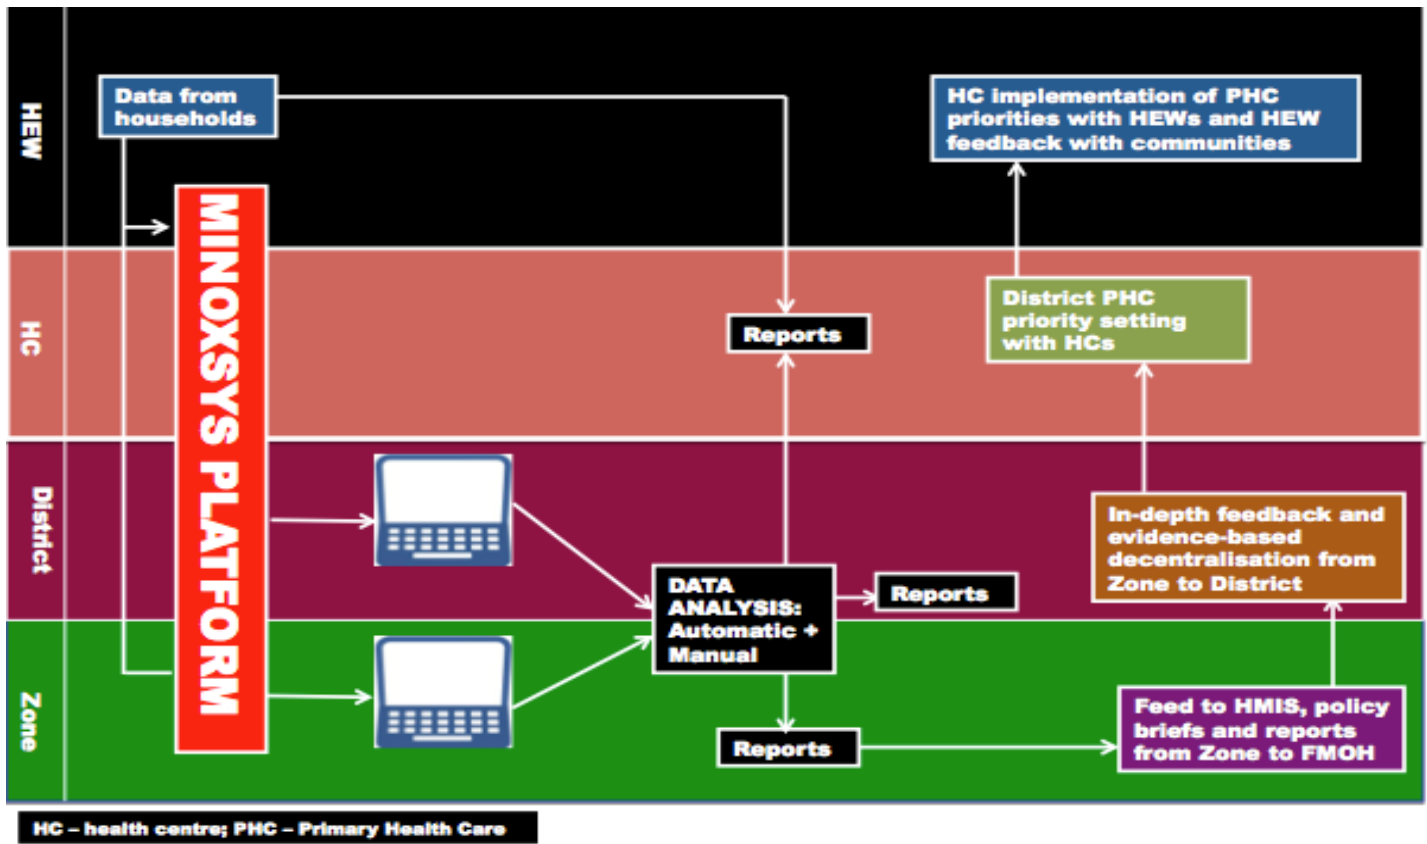 HEW
Data from
households
HC implementation of PHC
priorities with HEWs and HEW
feedback with communities
MINOXSYS PLATFORM
HC
Reports
District PHC
priority setting
with HCs
District
In-depth feedback and
evidence-based
decentralisation from
Zone to District
DATA
ANALYSIS:
Automatic +
Manual
Reports
Zone
Reports
Feed to HMIS, policy
briefs and reports
from Zone to FMOH
HC – health centre; PHC – Primary Health Care